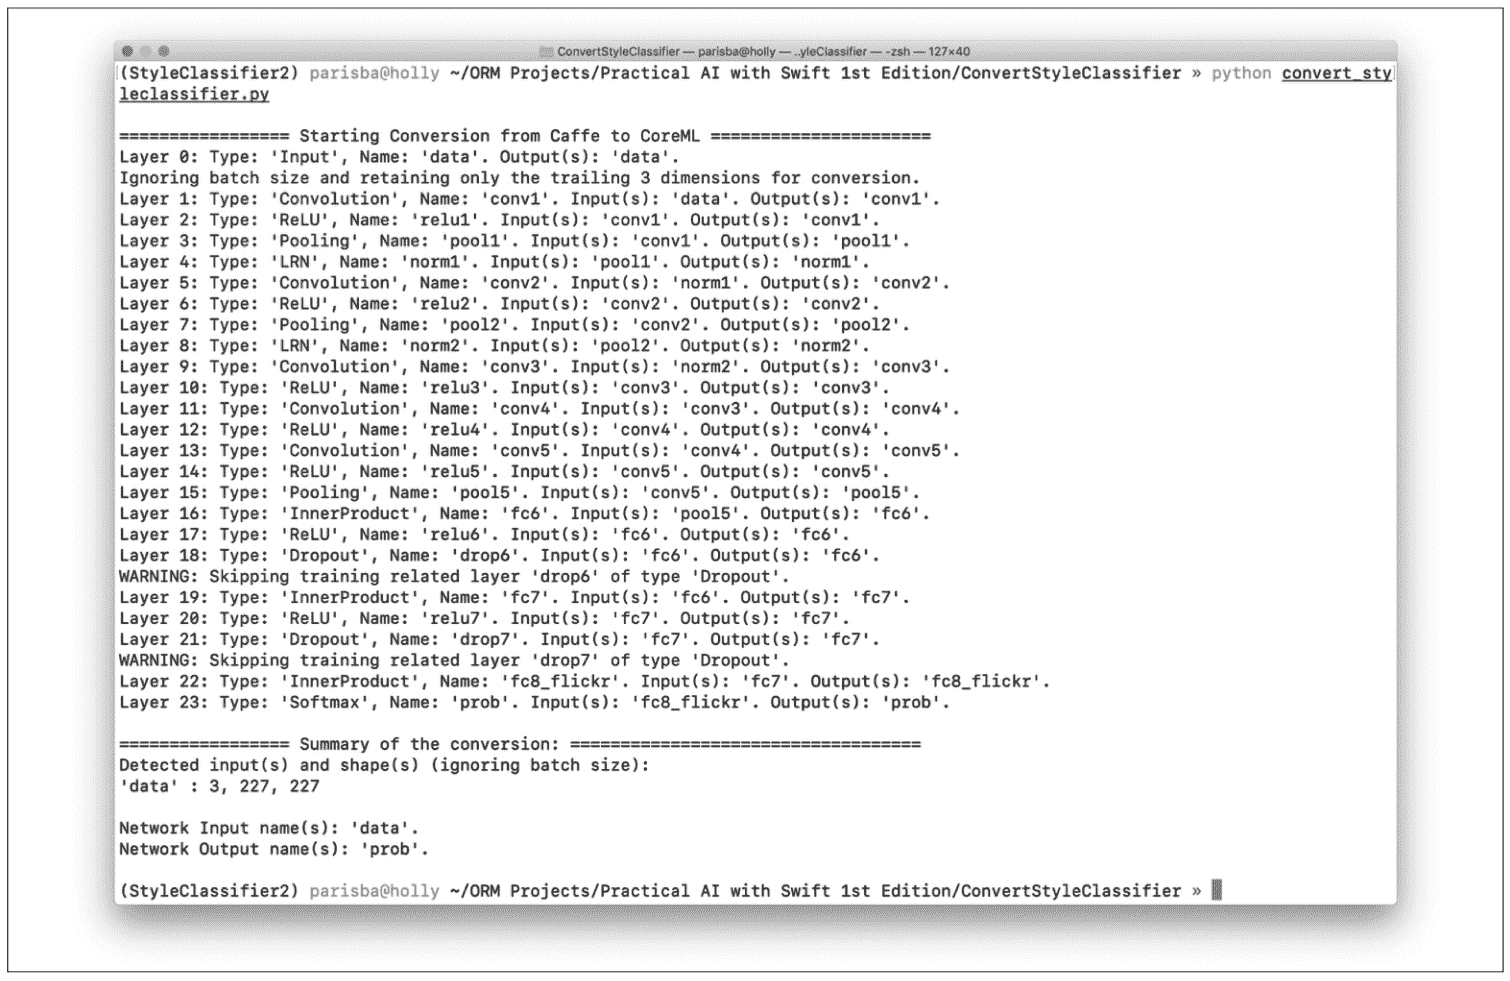 ConvertStyleClassifier — parisba@holly — ..yleClassifier — -zsh — 127×40
(StyleClassifier2) parisba@holly ~/ORM Projects/Practical AI with Swift 1st Edition/ConvertStyleClassifier » python convert_sty
leclassifier.py
================= Starting Conversion from Caffe to CoreML ======================
Layer 0: Type: 'Input', Name: 'data'. Output(s): 'data'.
Ignoring batch size and retaining only the trailing 3 dimensions for conversion.
Layer 1: Type: 'Convolution', Name: 'conv1'. Input(s): 'data'. Output(s): 'conv1'.
Layer 2: Type: 'ReLU', Name: 'relu1'. Input(s): 'conv1'. Output(s): 'conv1'.
Layer 3: Type: 'Pooling', Name: 'pool1'. Input(s): 'conv1'. Output(s): 'pool1'.
Layer 4: Type: 'LRN', Name: 'norm1'. Input(s): 'pool1'. Output(s): 'norm1'.
Layer 5: Type: 'Convolution', Name: 'conv2'. Input(s): 'norm1'. Output(s): 'conv2'.
Layer 6: Type: 'ReLU', Name: 'relu2'. Input(s): 'conv2'. Output(s): 'conv2'.
Layer 7: Type: 'Pooling', Name: 'pool2'. Input(s): 'conv2'. Output(s): 'pool2'.
Layer 8: Type: 'LRN', Name: 'norm2'. Input(s): 'pool2'. Output(s): 'norm2'.
Layer 9: Type: 'Convolution', Name: 'conv3'. Input(s): 'norm2'. Output(s): 'conv3'.
Layer 10: Type: 'ReLU', Name: 'relu3'. Input(s): 'conv3'. Output(s): 'conv3'.
Layer 11: Type: 'Convolution', Name: 'conv4'. Input(s): 'conv3'. Output(s): 'conv4'.
Layer 12: Type: 'ReLU', Name: 'relu4'. Input(s): 'conv4'. Output(s): 'conv4'.
Layer 13: Type: 'Convolution', Name: 'conv5'. Input(s): 'conv4'. Output(s): 'conv5'.
Layer 14: Type: 'ReLU', Name: 'relu5'. Input(s): 'conv5'. Output(s): 'conv5'.
Layer 15: Type: 'Pooling', Name: 'pool5'. Input(s): 'conv5'. Output(s): 'pool5'.
Layer 16: Type: 'InnerProduct', Name: 'fc6'. Input(s): 'pool5'. Output(s): 'fc6'.
Layer 17: Type: 'ReLU', Name: 'relu6'. Input(s): 'fc6'. Output(s): 'fc6'.
Layer 18: Type: 'Dropout', Name: 'drop6'. Input(s): 'fc6'. Output(s): 'fc6'.
WARNING: Skipping training related layer 'drop6' of type 'Dropout'.
Layer 19: Type: 'InnerProduct', Name: 'fc7'. Input(s): 'fc6'. Output(s): 'fc7'.
Layer 20: Type: 'ReLU', Name: 'relu7'. Input(s): 'fc7'. Output(s): 'fc7'.
Layer 21: Type: 'Dropout', Name: 'drop7'. Input(s): 'fc7'. Output(s): 'fc7'.
WARNING: Skipping training related layer 'drop7' of type 'Dropout'.
Layer 22: Type: 'InnerProduct', Name: 'fc8_flickr'. Input(s): 'fc7'. Output(s): 'fc8_flickr'.
Layer 23: Type: 'Softmax', Name: 'prob'. Input(s): 'fc8_flickr'. Output(s): 'prob'.
================= Summary of the conversion: ===================================
Detected input(s) and shape(s) (ignoring batch size):
'data' : 3, 227, 227
Network Input name(s): 'data'.
Network Output name(s): 'prob'.
(StyleClassifier2) parisba@holly ~/ORM Projects/Practical AI with Swift 1st Edition/ConvertStyleClassifier »